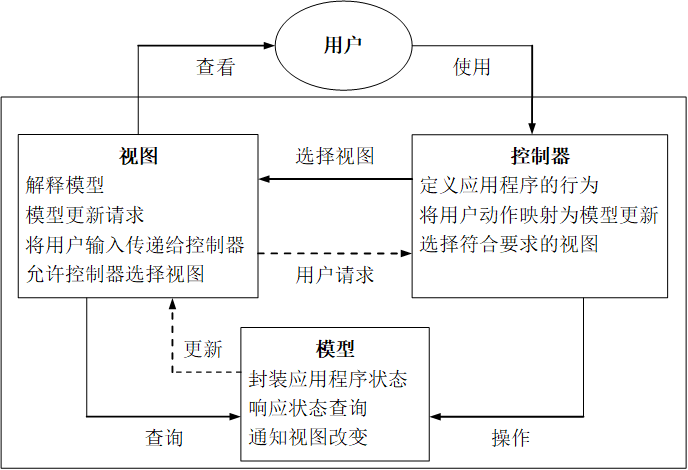 用户
查看
使用
视图
解释模型
模型更新请求
将用户输入传递给控制器
允许控制器选择视图
选择视图
用户请求
控制器
定义应用程序的行为
将用户动作映射为模型更新
选择符合要求的视图
更新
模型
封装应用程序状态
响应状态查询
通知视图改变
查询
操作